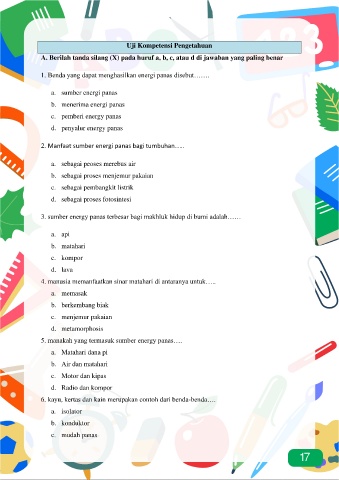 Uji Kompetensi Pengetahuan
A. Berilah tanda silang (X) pada huruf a, b, c, atau d di jawaban yang paling benar
1. Benda yang dapat menghasilkan energi panas disebut…….
a. sumber energi panas
b. menerima energi panas
c. pemberi energy panas
d. penyalur energy panas
2. Manfaat sumber energi panas bagi tumbuhan…..
a. sebagai peoses merebus air
b. sebagai proses menjemur pakaian
c. sebagai pembangkit listrik
d. sebagai proses fotosintesi
3. sumber energy panas terbesar bagi makhluk hidup di bumi adalah……
a. api
b. matahari
c. kompor
d. lava
4. manusia memanfaatkan sinar matahari di antaranya untuk…..
a. memasak
b. berkembang biak
c. menjemur pakaian
d. metamorphosis
5. manakah yang termasuk sumber energy panas….
a. Matahari dana pi
b. Air dan matahari
c. Motor dan kipas
d. Radio dan kompor
6. kayu, kertas dan kain merupakan contoh dari benda-benda….
a. isolator
b. konduktor
c. mudah panas
17